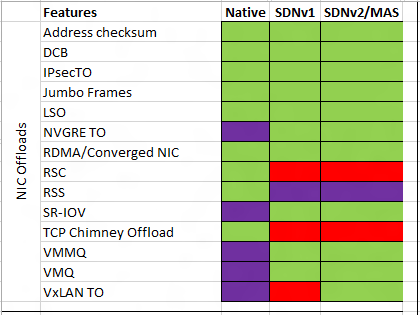 Features Native SDNv1 SDNv2/MAS
NIC Offloads
Address checksum
DCB
IPsecTO
Jumbo Frames
LSO
NVGRE TO
RDMA/Converged NIC
RSC
RSS
SR-IOV
TCP Chimney Offload
VMMQ
VMQ
VxLAN TO